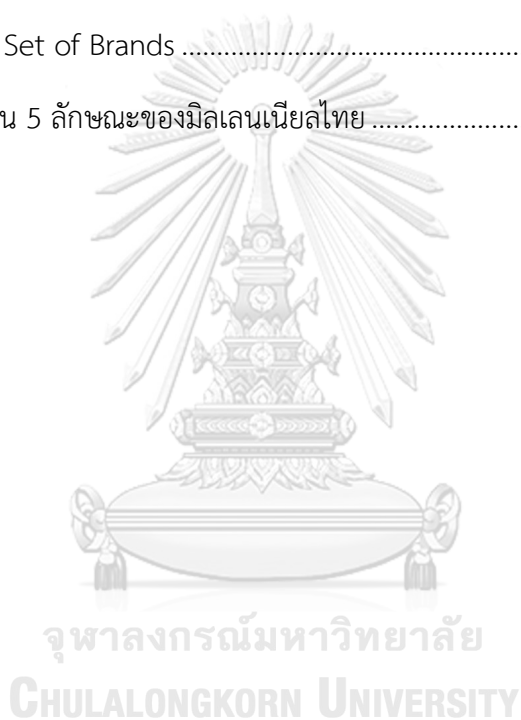 Set of Brands ............................................
น 5 ลักษณะของมิลเลนเนียลไทย ....................
จุฬาลงกรณ์มหาวิทยาลัย
CHULALONGKORN UNIVERSITY